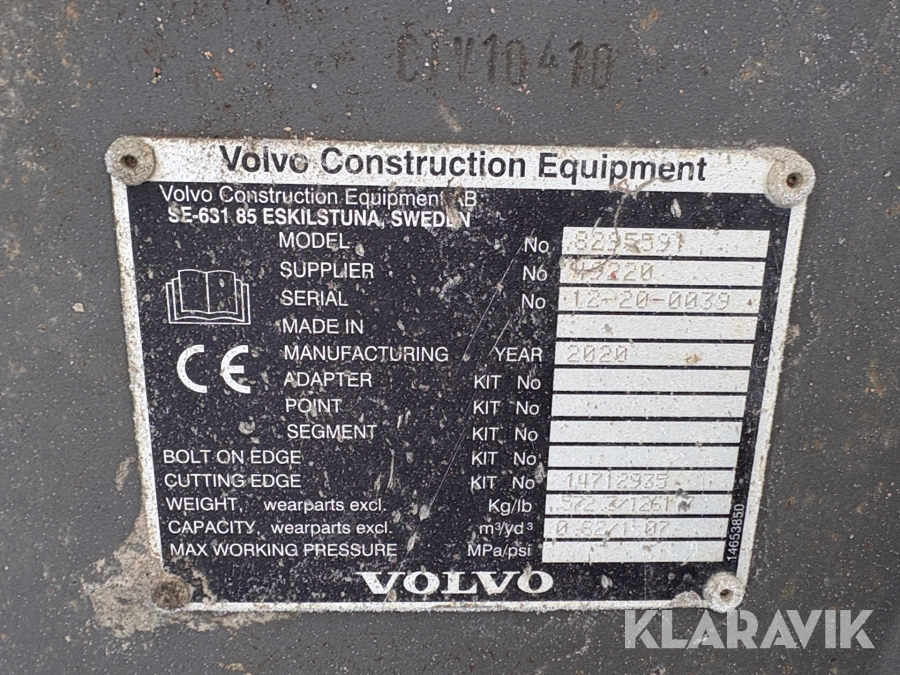 Volvo Construction Equipment
Volvo Construction Equipment AB
SE-631 85 ESKILSTUNA, SWEDEN
MODEL No 8295991
SUPPLIER No
SERIAL No 12-20-0039
MADE IN
MANUFACTURING YEAR 2020
ADAPTER KIT No
POINT KIT No
SEGMENT KIT No
BOLT ON EDGE KIT No
CUTTING EDGE KIT No 14712935
WEIGHT, wearparts excl. Kg/lb
CAPACITY, wearparts excl. m³/yd³ 0.82/1.07
MAX WORKING PRESSURE MPa/psi
14653850
CE
VOLVO
KLARAVIK